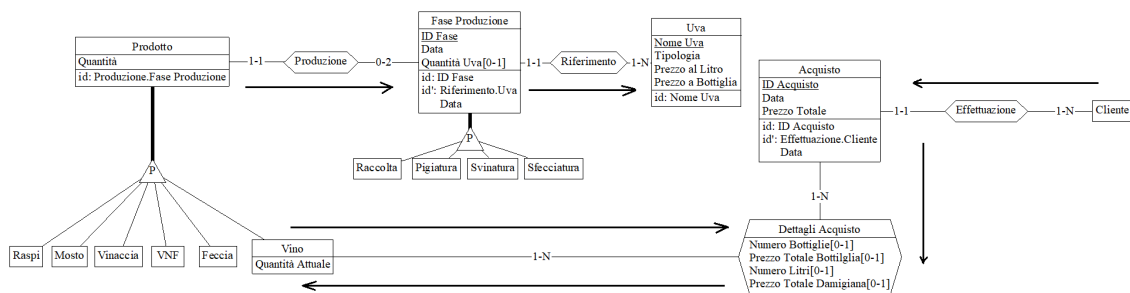 Prodotto
Quantità
id: Produzione.Fase Produzione
1-1
Produzione
0-2
Fase Produzione
ID Fase
Data
Quantità Uva[0-1]
id: ID Fase
id': Riferimento.Uva
Data
1-1
Riferimento
1-N
Uva
Nome Uva
Tipologia
Prezzo al Litro
Prezzo a Bottiglia
id: Nome Uva
Acquisto
ID Acquisto
Data
Prezzo Totale
id: ID Acquisto
id': Effettuazione.Cliente
Data
1-1
Effettuazione
1-N
Cliente
P
Raccolta
Pigiatura
Svinatura
Sfecciatura
P
Raspi
Mosto
Vinaccia
VNF
Feccia
Vino
Quantità Attuale
1-N
1-N
Dettagli Acquisto
Numero Bottiglie[0-1]
Prezzo Totale Bottilglia[0-1]
Numero Litri[0-1]
Prezzo Totale Damigiana[0-1]